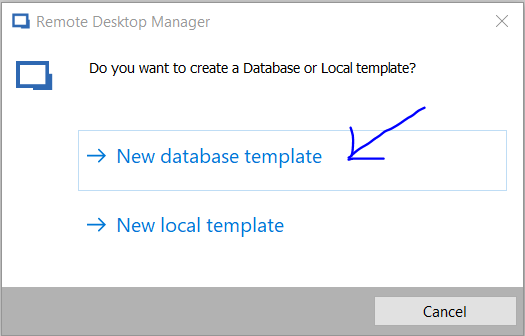 Remote Desktop Manager
Do you want to create a Database or Local template?
New database template
New local template
Cancel